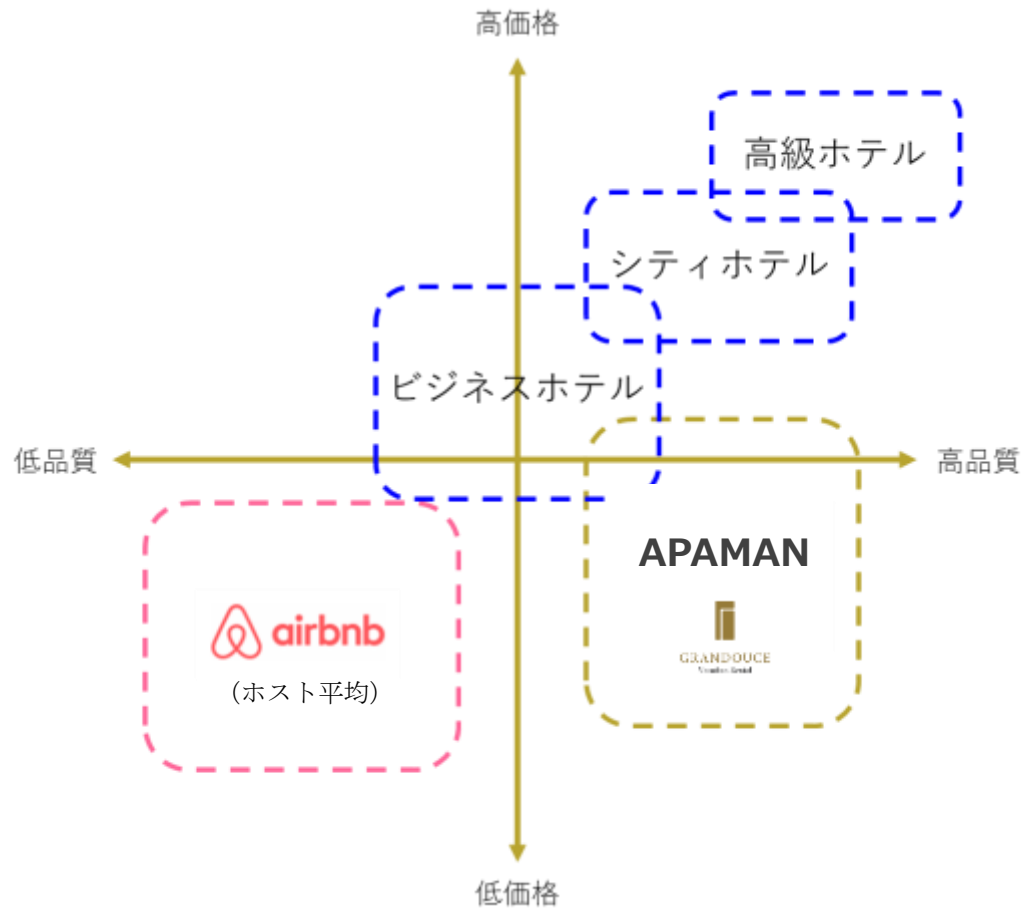 高価格
高級ホテル
シティホテル
ビジネスホテル
低品質
高品質
APAMAN
airbnb
(ホスト平均)
GRANDOUCE
Vacation Rental
低価格